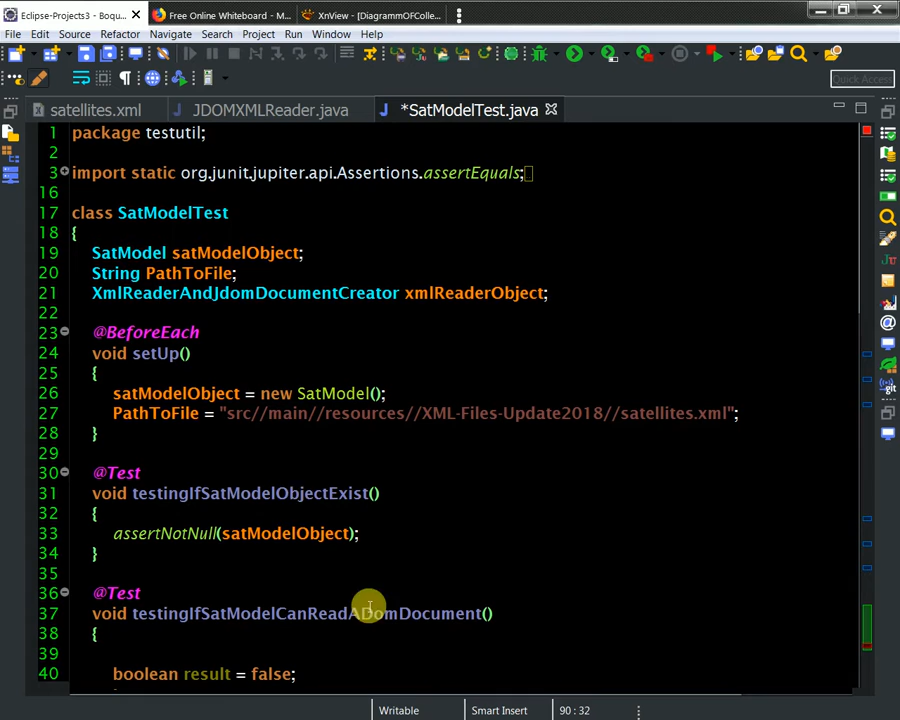 Eclipse-Projects3 - Boqu...
Free Online Whiteboard - M...
XnView - [DiagrammOfColle...
File Edit Source Refactor Navigate Search Project Run Window Help
Quick Access
satellites.xml JDOMXMLReader.java *SatModelTest.java
1 package testutil;
2
3 import static org.junit.jupiter.api.Assertions.assertEquals;
16
17 class SatModelTest
18 {
19 SatModel satModelObject;
20 String PathToFile;
21 XmlReaderAndJdomDocumentCreator xmlReaderObject;
22
23 @BeforeEach
24 void setUp()
25 {
26 satModelObject = new SatModel();
27 PathToFile = "src//main//resources//XML-Files-Update2018//satellites.xml";
28 }
29
30 @Test
31 void testingIfSatModelObjectExist()
32 {
33 assertNotNull(satModelObject);
34 }
35
36 @Test
37 void testingIfSatModelCanReadADomDocument()
38 {
39
40 boolean result = false;
Writable Smart Insert 90 : 32